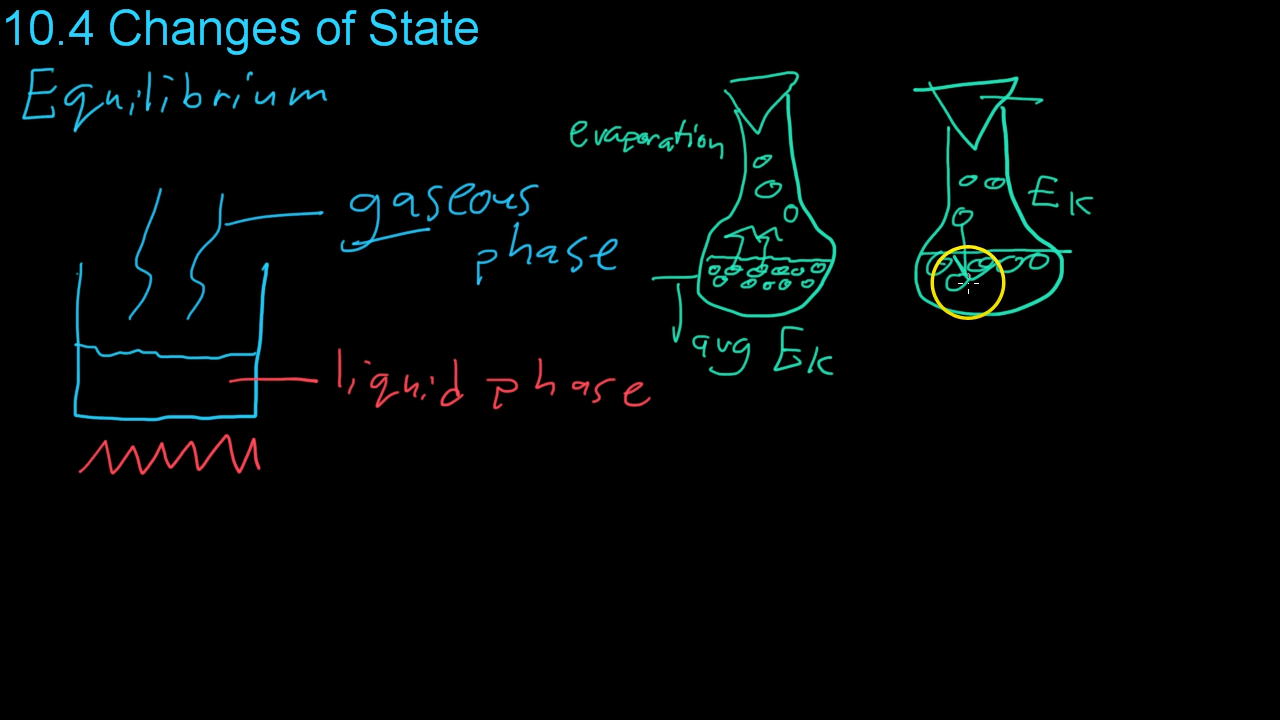 10.4 Changes of State
Equilibrium
evaporation
gaseous
phase
EK
avg EK
liquid phase